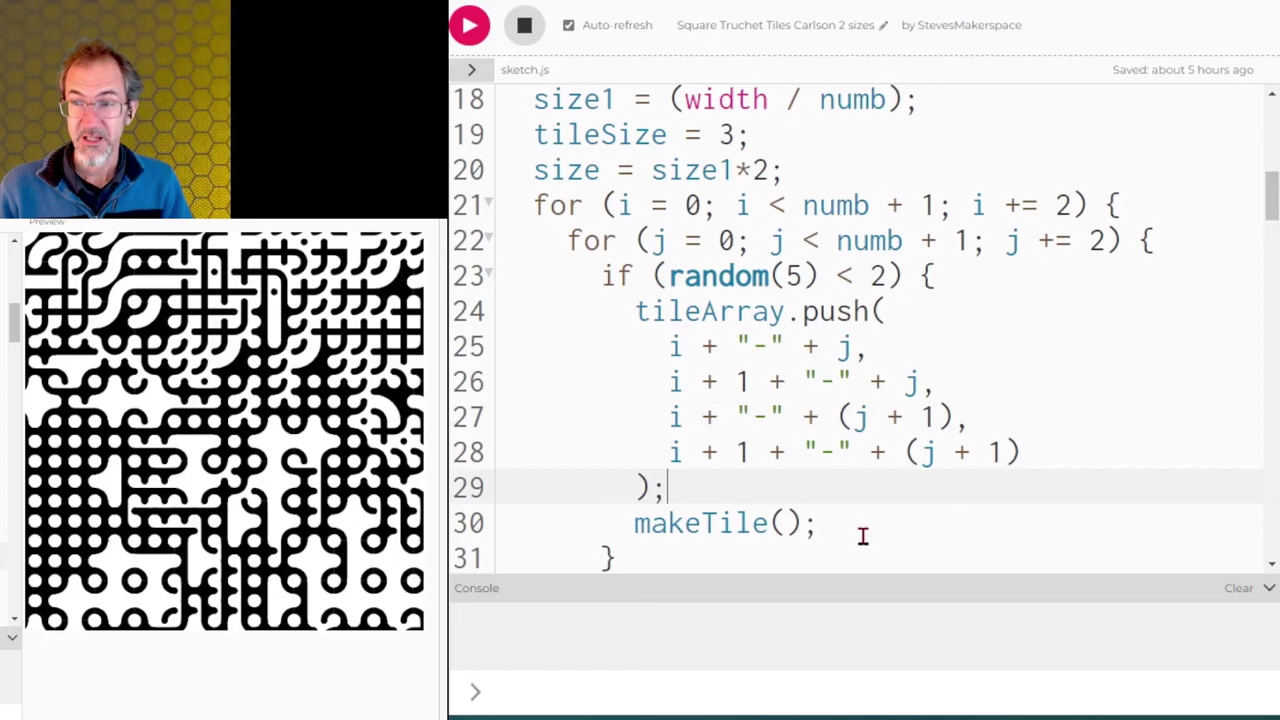 Auto-refresh
Square Truchet Tiles Carlson 2 sizes
by StevesMakerspace
sketch.js
Saved: about 5 hours ago
Preview
18 size1 = (width / numb);
19 tileSize = 3;
20 size = size1*2;
21 for (i = 0; i < numb + 1; i += 2) {
22 for (j = 0; j < numb + 1; j += 2) {
23 if (random(5) < 2) {
24 tileArray.push(
25 i + "-" + j,
26 i + 1 + "-" + j,
27 i + "-" + (j + 1),
28 i + 1 + "-" + (j + 1)
29 );
30 makeTile();
31 }
Console
Clear